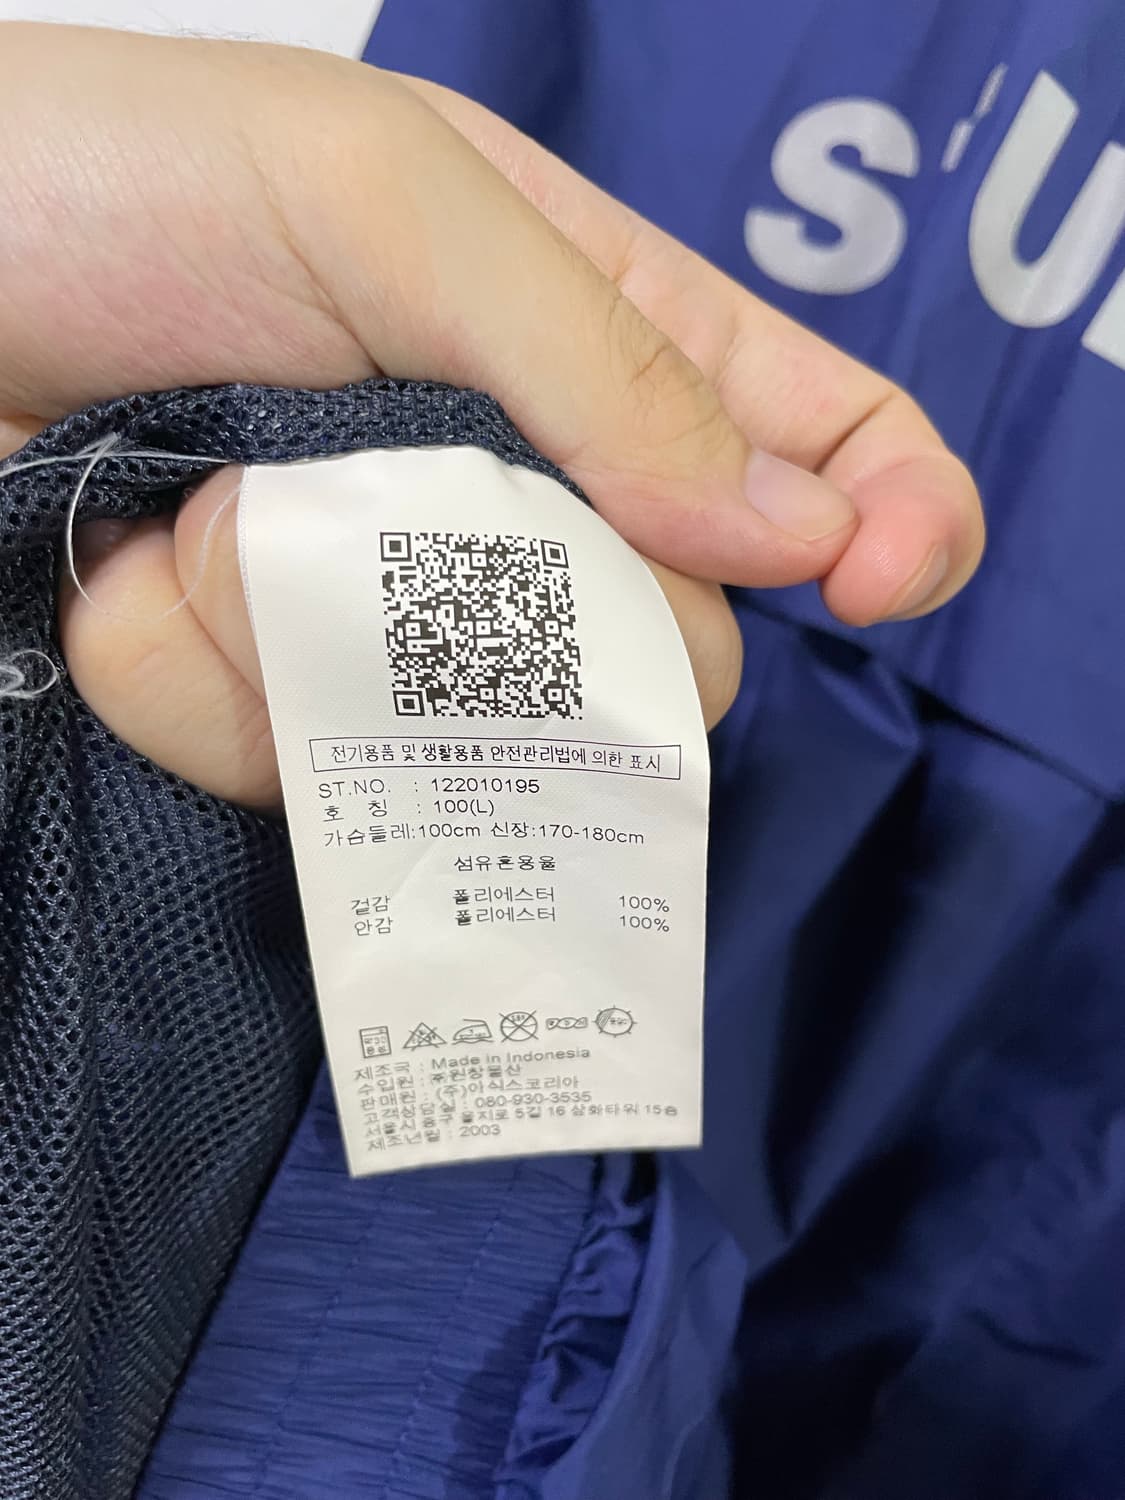 SU
전기용품 및 생활용품 안전관리법에 의한 표시
ST.NO. : 122010195
호 칭 : 100(L)
가슴둘레:100cm 신장:170-180cm
섬유혼용율
겉감 폴리에스터 100%
안감 폴리에스터 100%
제조국 : Made in Indonesia
수입원 : ㈜원창물산
판매원 : (주)아식스코리아
고객상담실 : 080-930-3535
서울시 중구 을지로 5길 16 삼화타워 15층
제조년월 : 2003